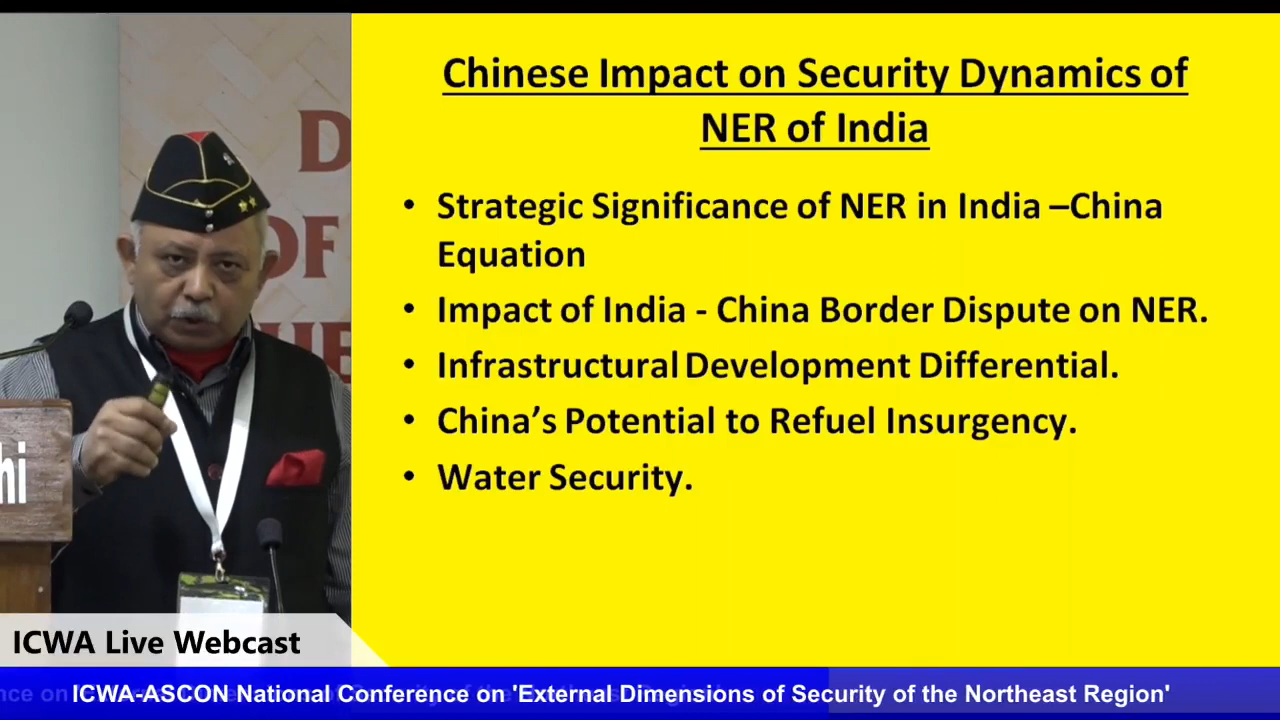 Chinese Impact on Security Dynamics of
NER of India
• Strategic Significance of NER in India –China
Equation
• Impact of India - China Border Dispute on NER.
• Infrastructural Development Differential.
• China's Potential to Refuel Insurgency.
• Water Security.
D
OF
hi
ICWA Live Webcast
ICWA-ASCON National Conference on 'External Dimensions of Security of the Northeast Region'